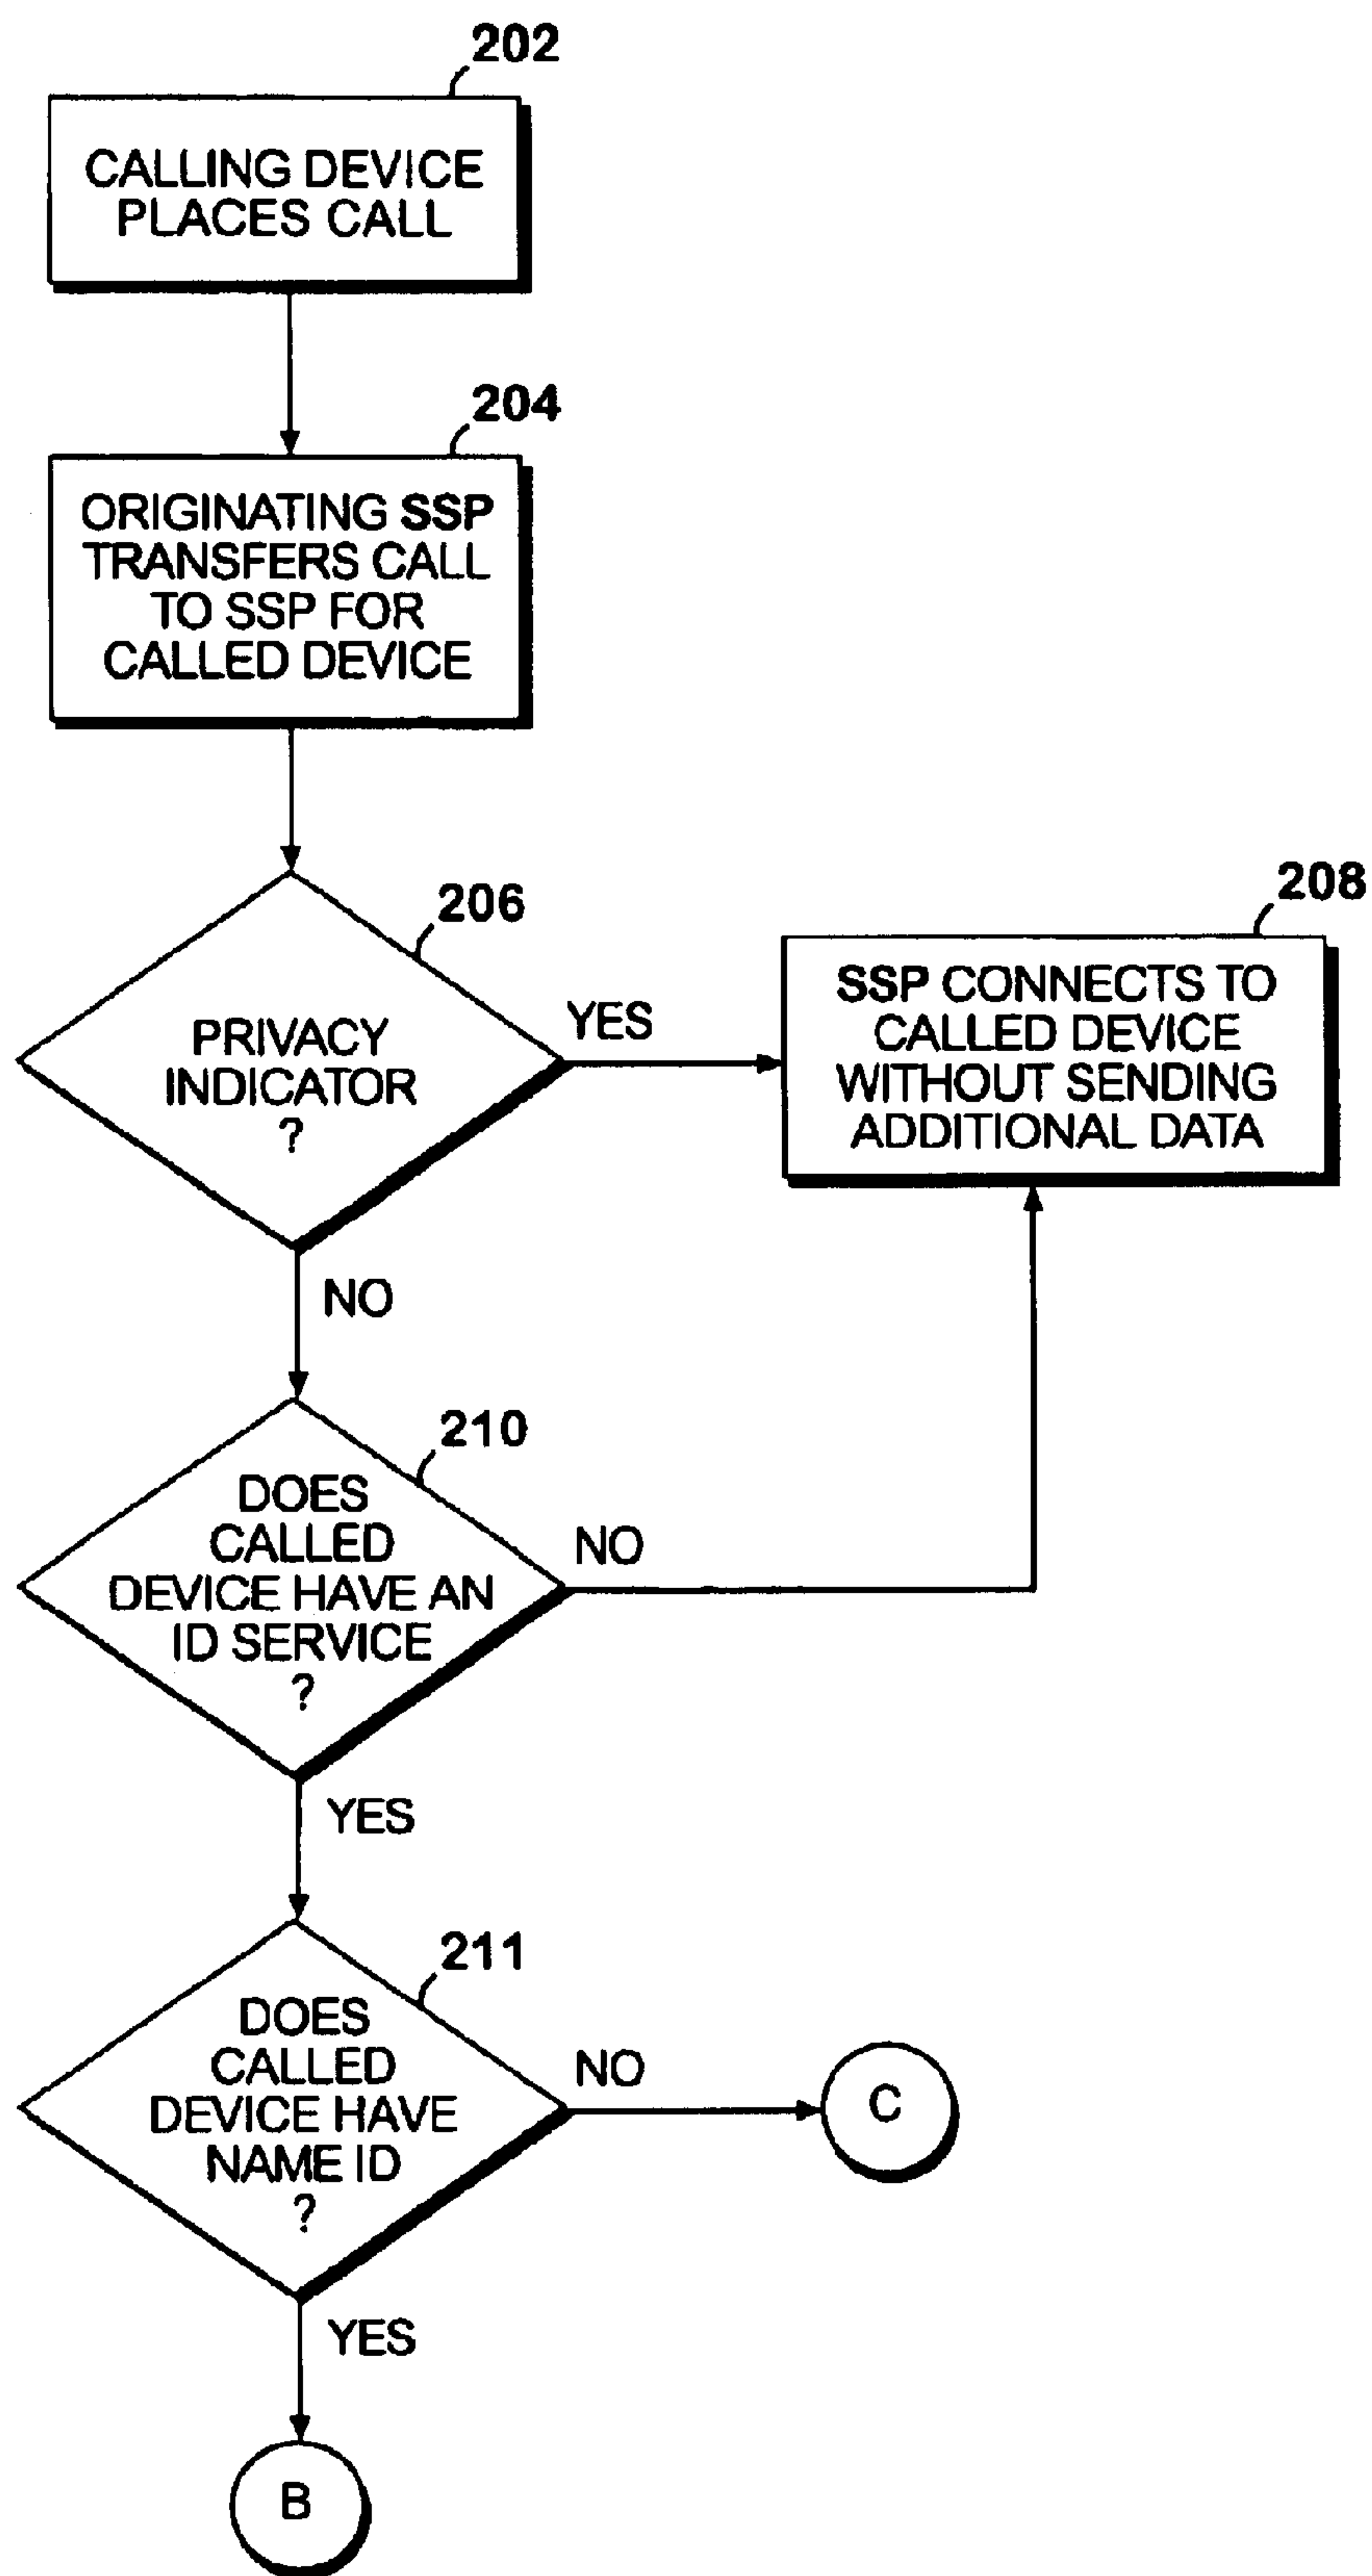 202
CALLING DEVICE
PLACES CALL
204
ORIGINATING SSP
TRANSFERS CALL
TO SSP FOR
CALLED DEVICE
206
PRIVACY
INDICATOR
?
YES
208
SSP CONNECTS TO
CALLED DEVICE
WITHOUT SENDING
ADDITIONAL DATA
NO
210
DOES
CALLED
DEVICE HAVE AN
ID SERVICE
?
NO
YES
211
DOES
CALLED
DEVICE HAVE
NAME ID
?
NO
C
YES
B